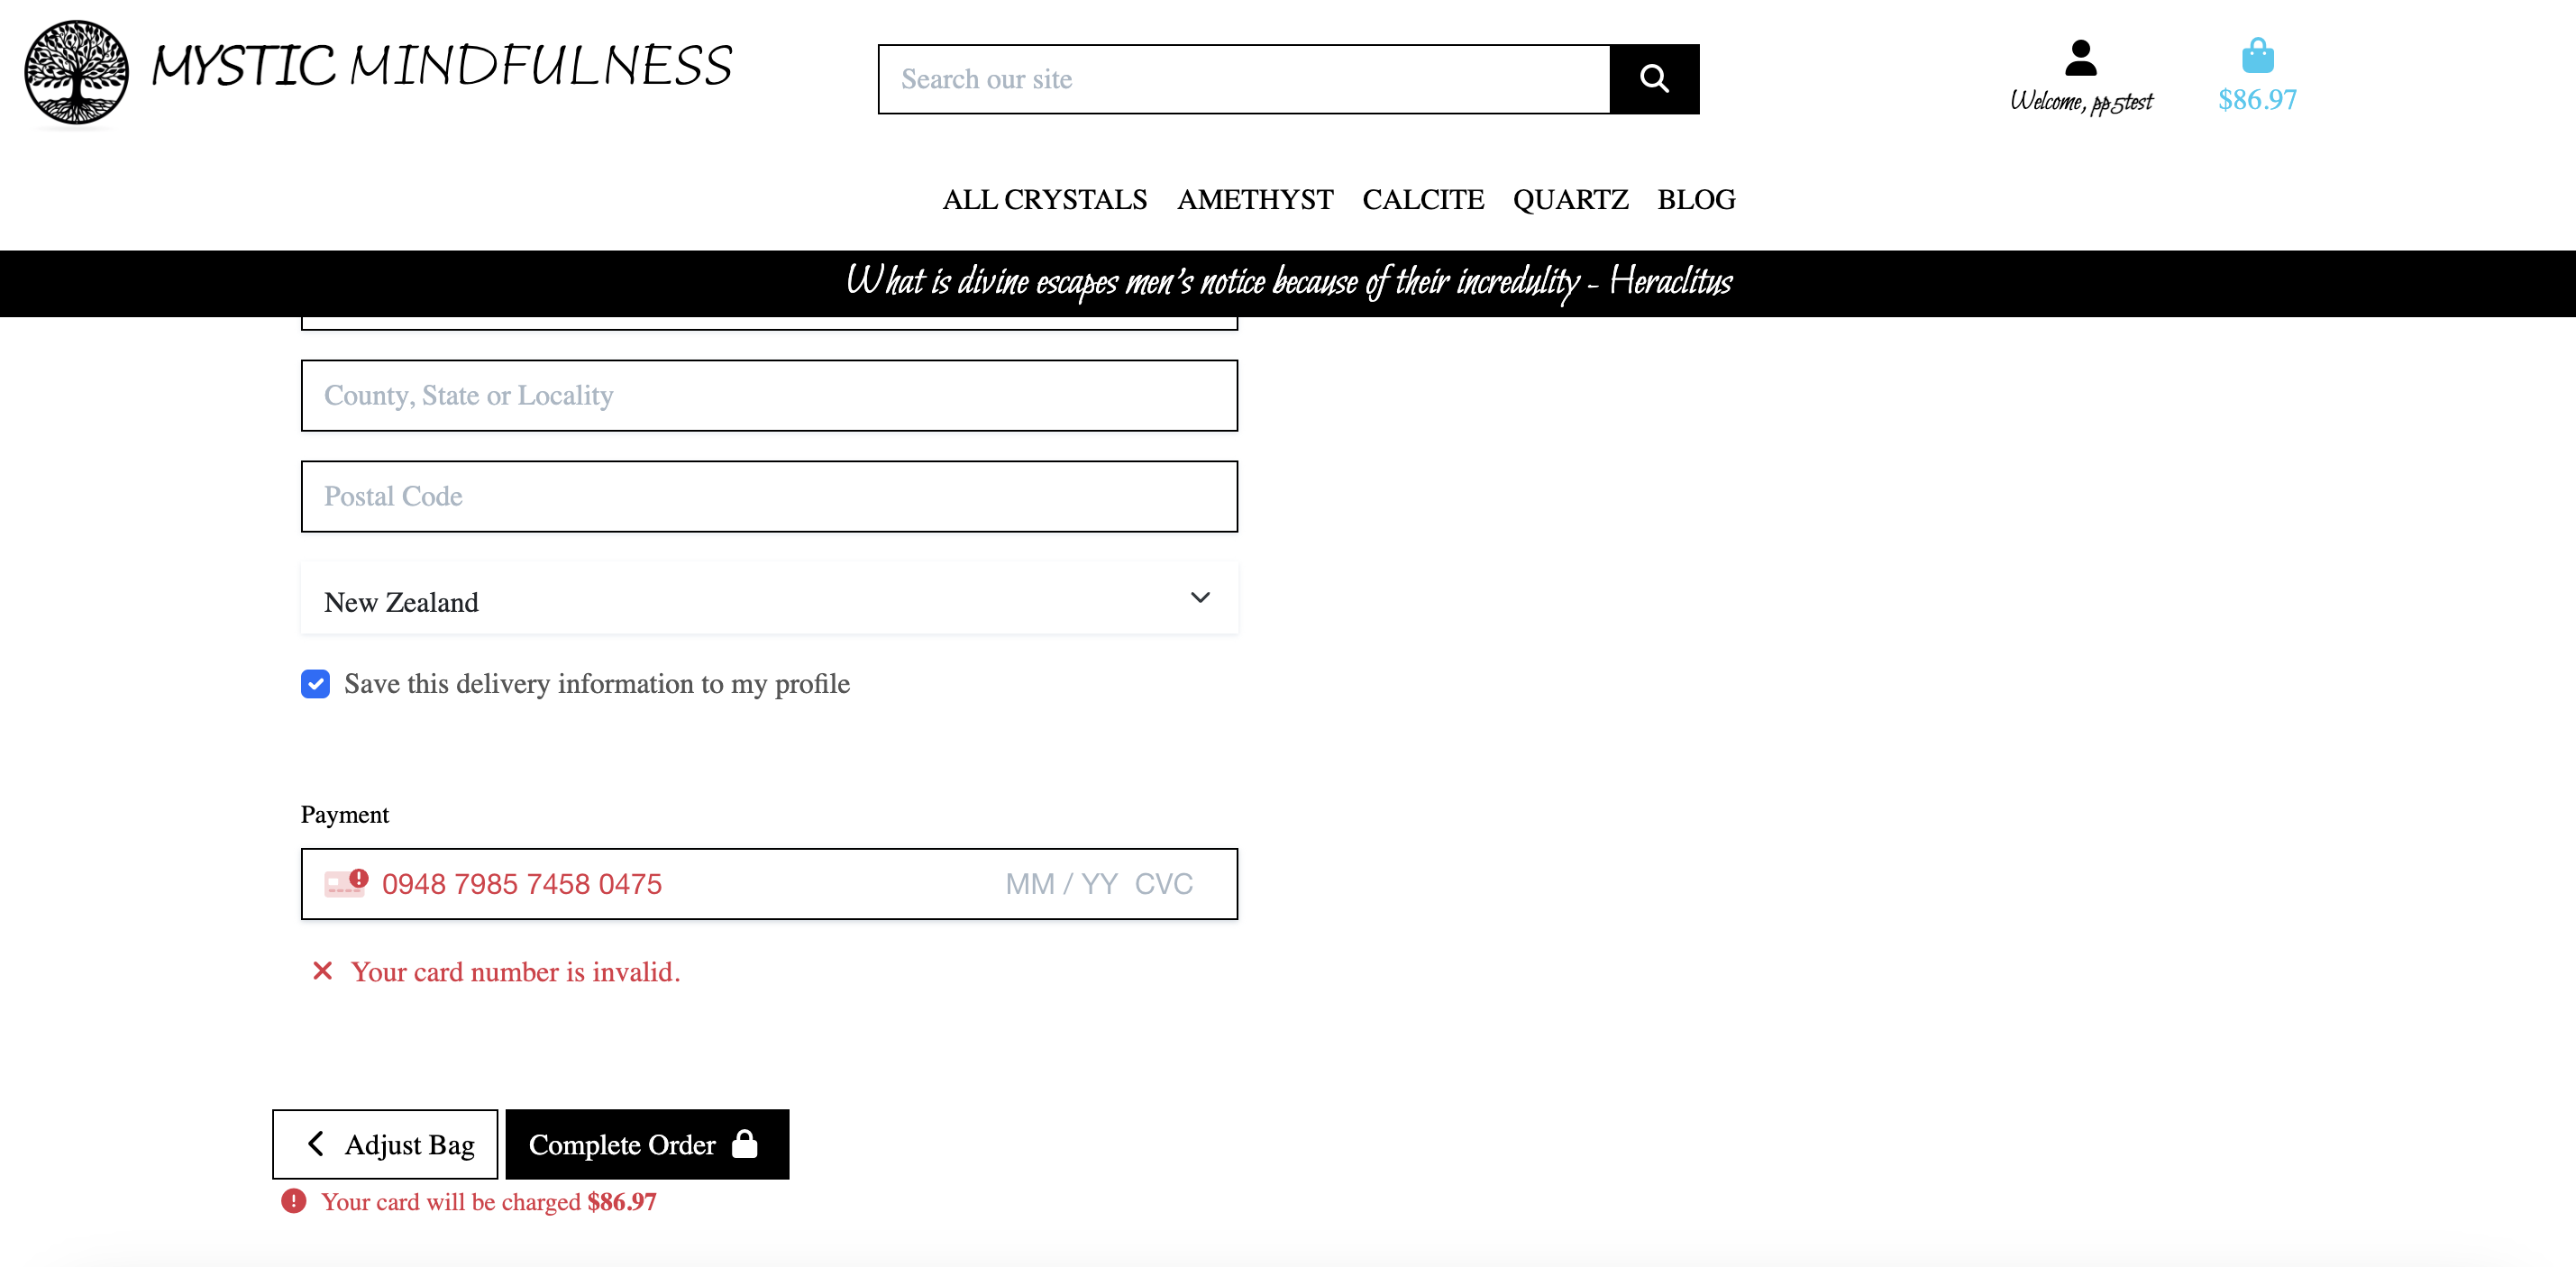 MYSTIC MINDFULNESS
Search our site
Welcome, pp5test
$86.97
ALL CRYSTALS AMETHYST CALCITE QUARTZ BLOG
What is divine escapes men's notice because of their incredulity - Heraclitus
County, State or Locality
Postal Code
New Zealand
Save this delivery information to my profile
Payment
0948 7985 7458 0475 MM / YY CVC
Your card number is invalid.
Adjust Bag Complete Order
Your card will be charged $86.97